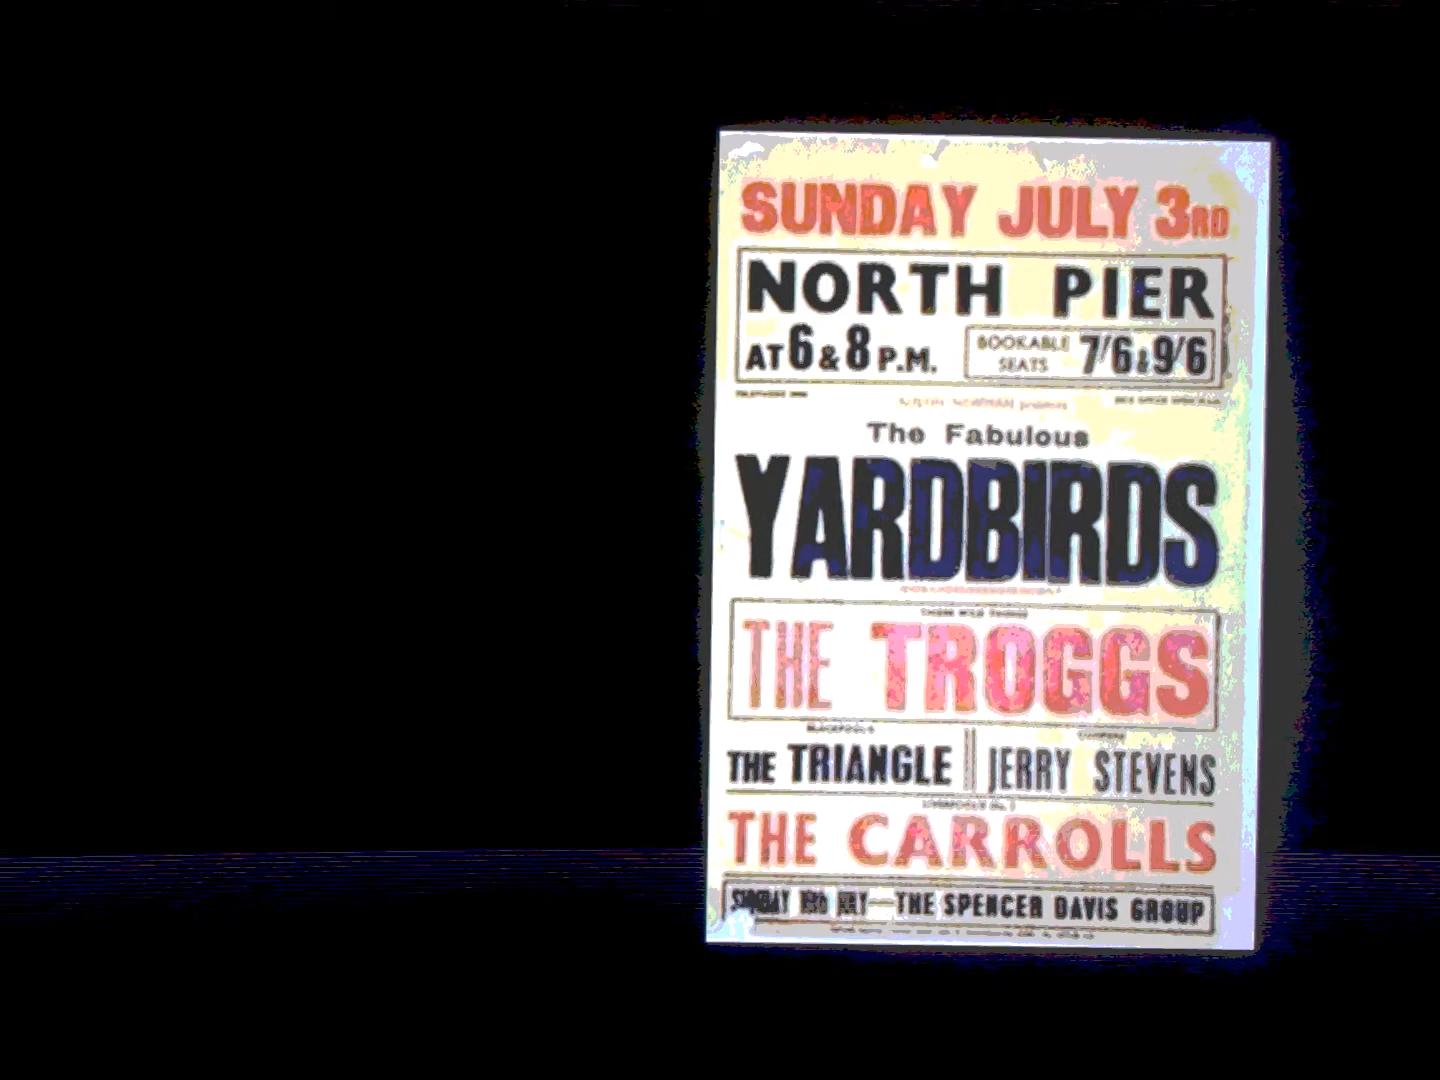 SUNDAY JULY 3RD
NORTH PIER
AT 6 & 8 P.M. BOOKABLE SEATS 7/6 & 9/6
The Fabulous
YARDBIRDS
THE TROGGS
THE TRIANGLE JERRY STEVENS
THE CARROLLS
SUNDAY — THE SPENCER DAVIS GROUP